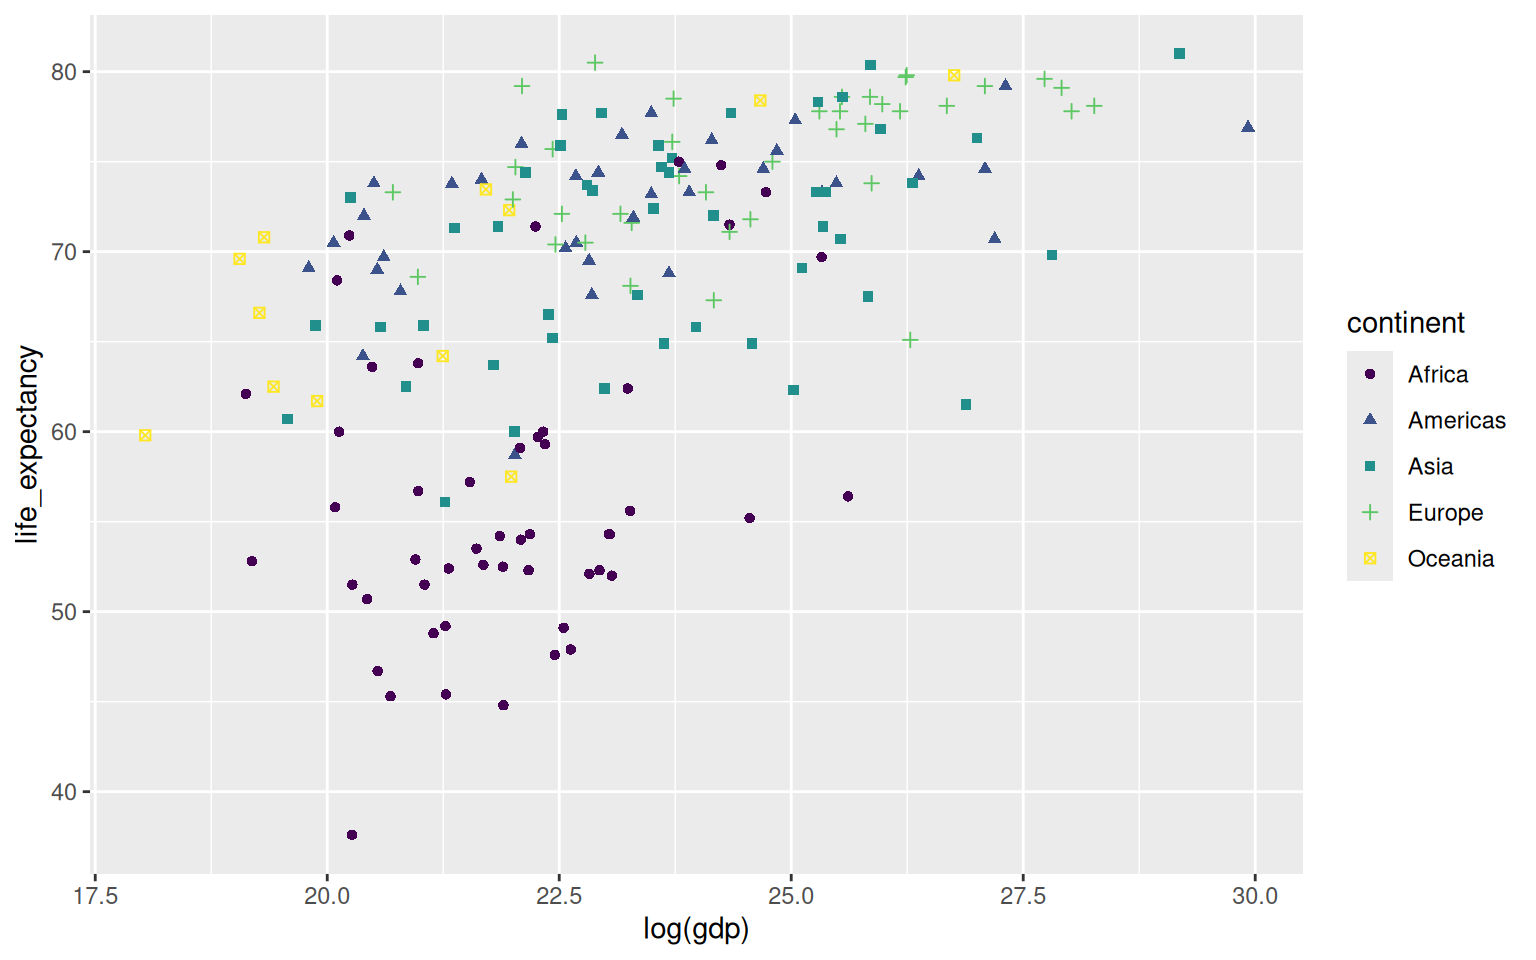 life_expectancy
80
70
60
50
40
17.5 20.0 22.5 25.0 27.5 30.0
log(gdp)
continent
Africa
Americas
Asia
Europe
Oceania